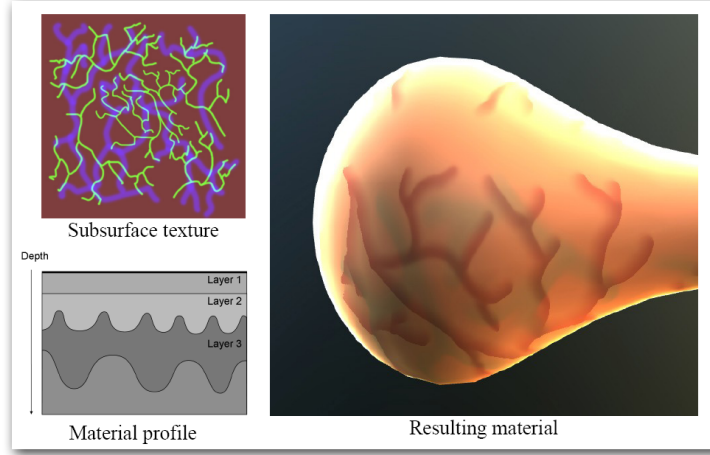 Subsurface texture
Depth
Layer 1
Layer 2
Layer 3
Material profile
Resulting material